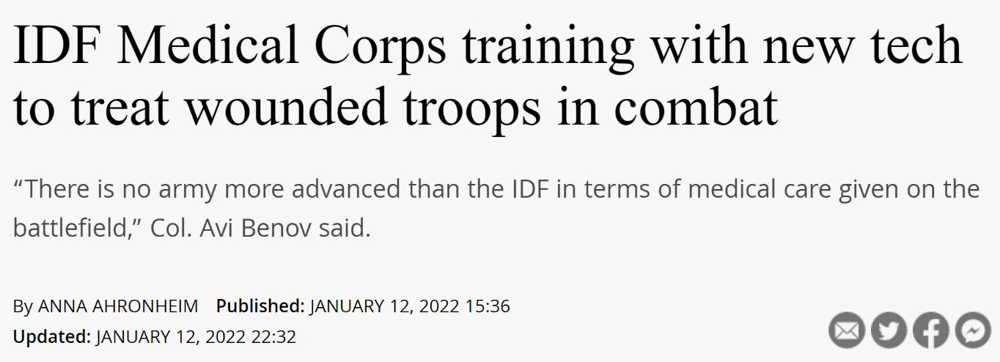 IDF Medical Corps training with new tech
to treat wounded troops in combat
“There is no army more advanced than the IDF in terms of medical care given on the
battlefield,” Col. Avi Benov said.
By ANNA AHRONHEIM Published: JANUARY 12, 2022 15:36
Updated: JANUARY 12, 2022 22:32